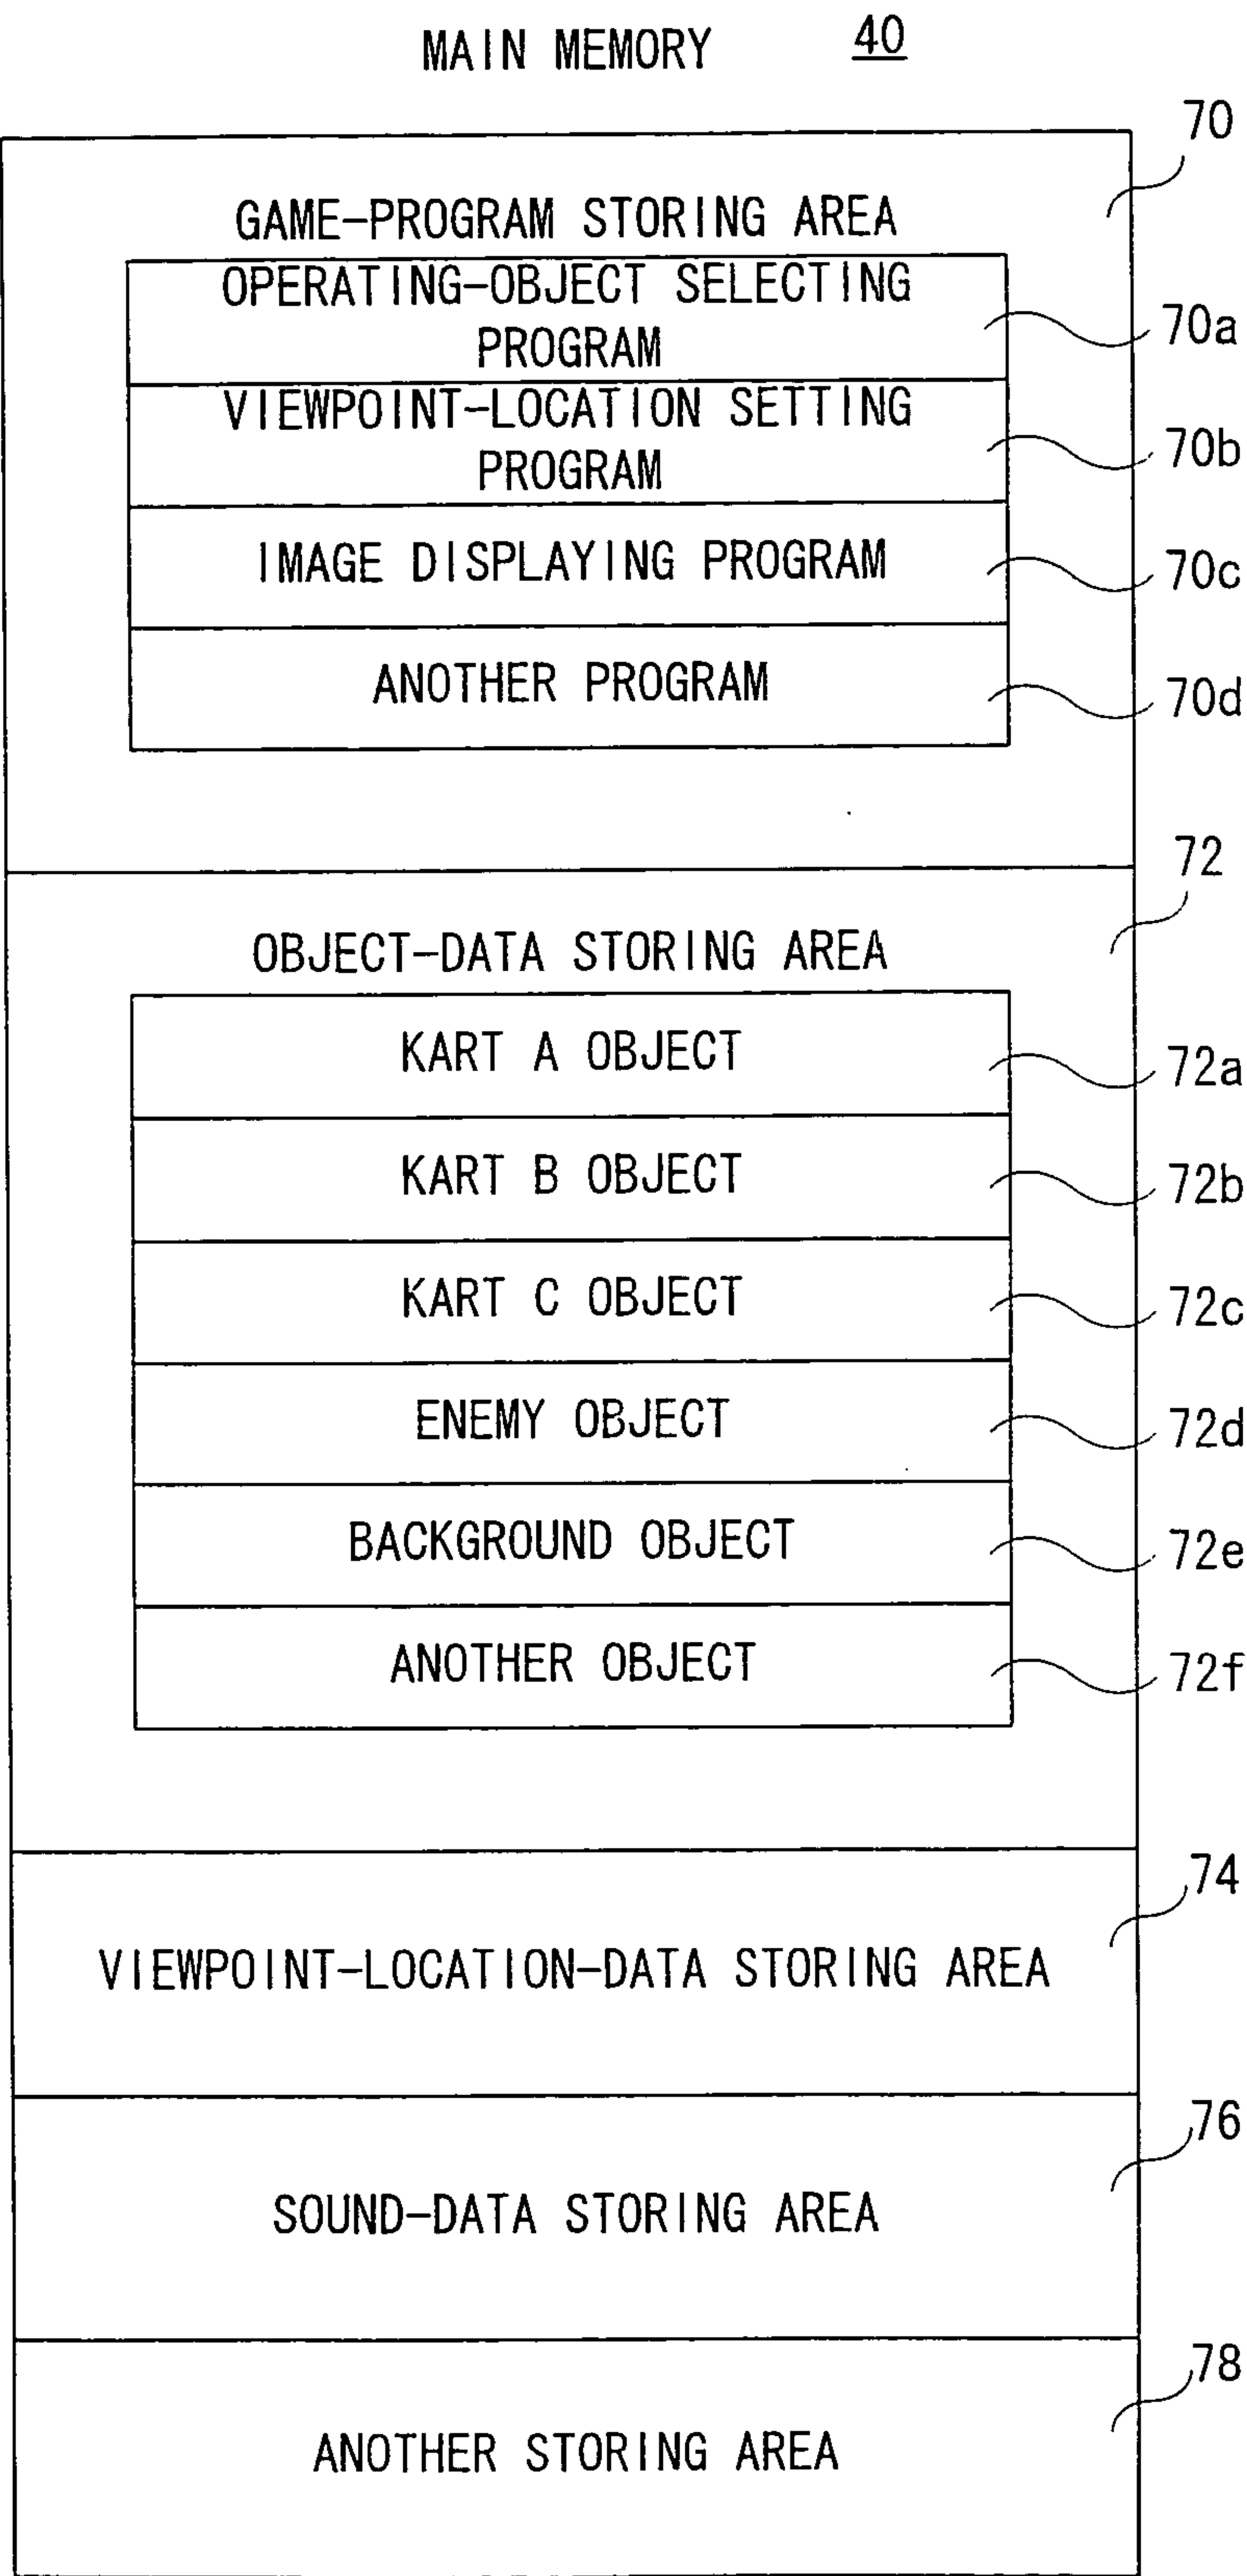 MAIN MEMORY 40
70
GAME-PROGRAM STORING AREA
OPERATING-OBJECT SELECTING
PROGRAM
70a
VIEWPOINT-LOCATION SETTING
PROGRAM
70b
IMAGE DISPLAYING PROGRAM
70c
ANOTHER PROGRAM
70d
72
OBJECT-DATA STORING AREA
KART A OBJECT
72a
KART B OBJECT
72b
KART C OBJECT
72c
ENEMY OBJECT
72d
BACKGROUND OBJECT
72e
ANOTHER OBJECT
72f
74
VIEWPOINT-LOCATION-DATA STORING AREA
76
SOUND-DATA STORING AREA
78
ANOTHER STORING AREA